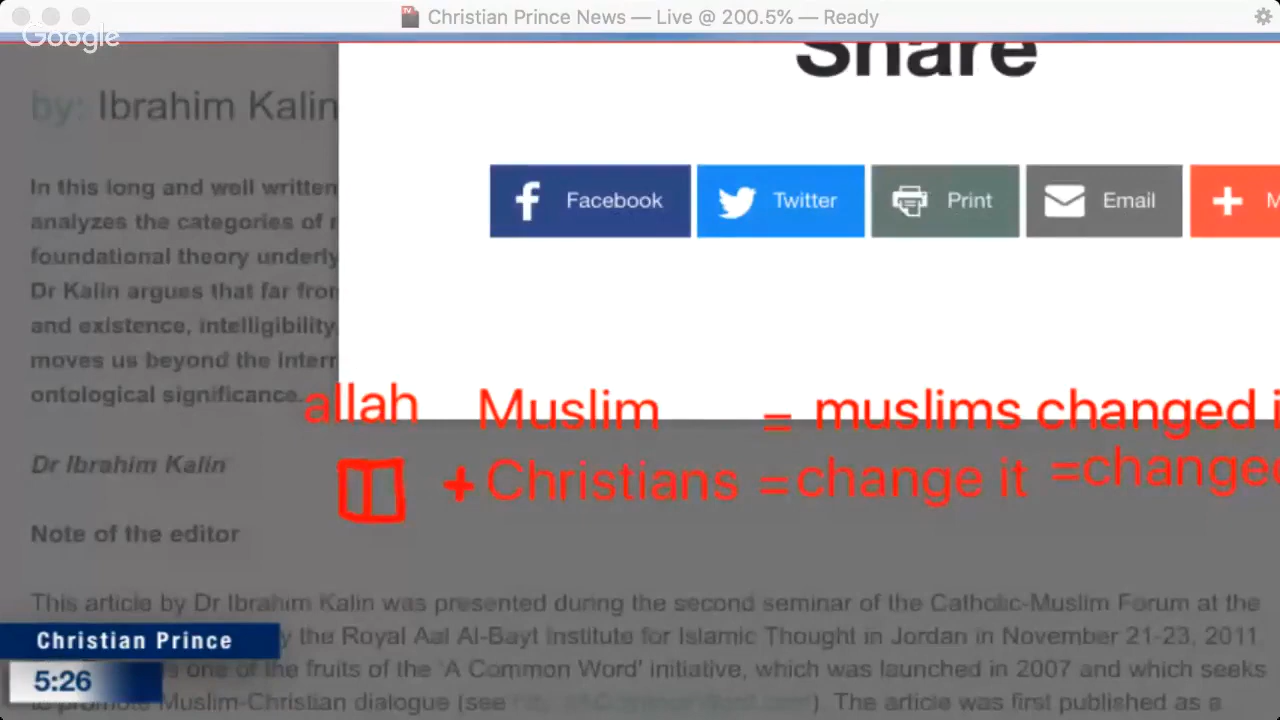 Christian Prince News — Live @ 200.5% — Ready
Google
Share
by: Ibrahim Kalin
Facebook Twitter Print Email
In this long and well written
analyzes the categories of
foundational theory underly
Dr Kalin argues that far from
and existence, intelligibility
moves us beyond the
ontological significance.
allah Muslim = muslims changed
+ Christians =change it =changed
Dr Ibrahim Kalin
Note of the editor
This article by Dr Ibrahim Kalin was presented during the second seminar of the Catholic-Muslim Forum at the
the Royal Aal Al-Bayt Institute for Islamic Thought in Jordan in November 21-23, 2011.
one of the fruits of the 'A Common Word' initiative, which was launched in 2007 and which seeks
to promote Muslim-Christian dialogue (see ). The article was first published as a
Christian Prince
5:26